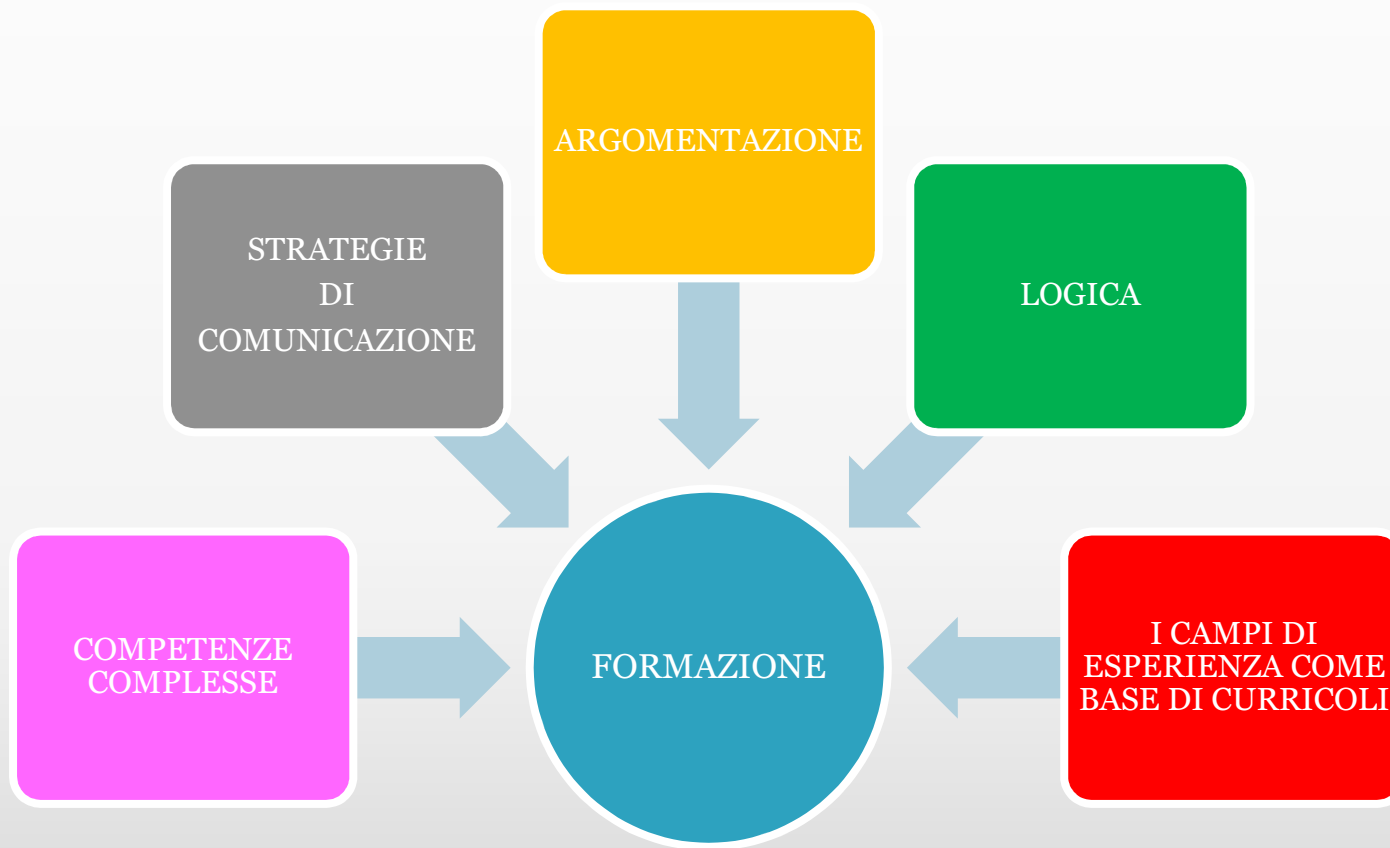 ARGOMENTAZIONE
STRATEGIE
DI
COMUNICAZIONE
LOGICA
COMPETENZE
COMPLESSE
FORMAZIONE
I CAMPI DI
ESPERIENZA COME
BASE DI CURRICOLI